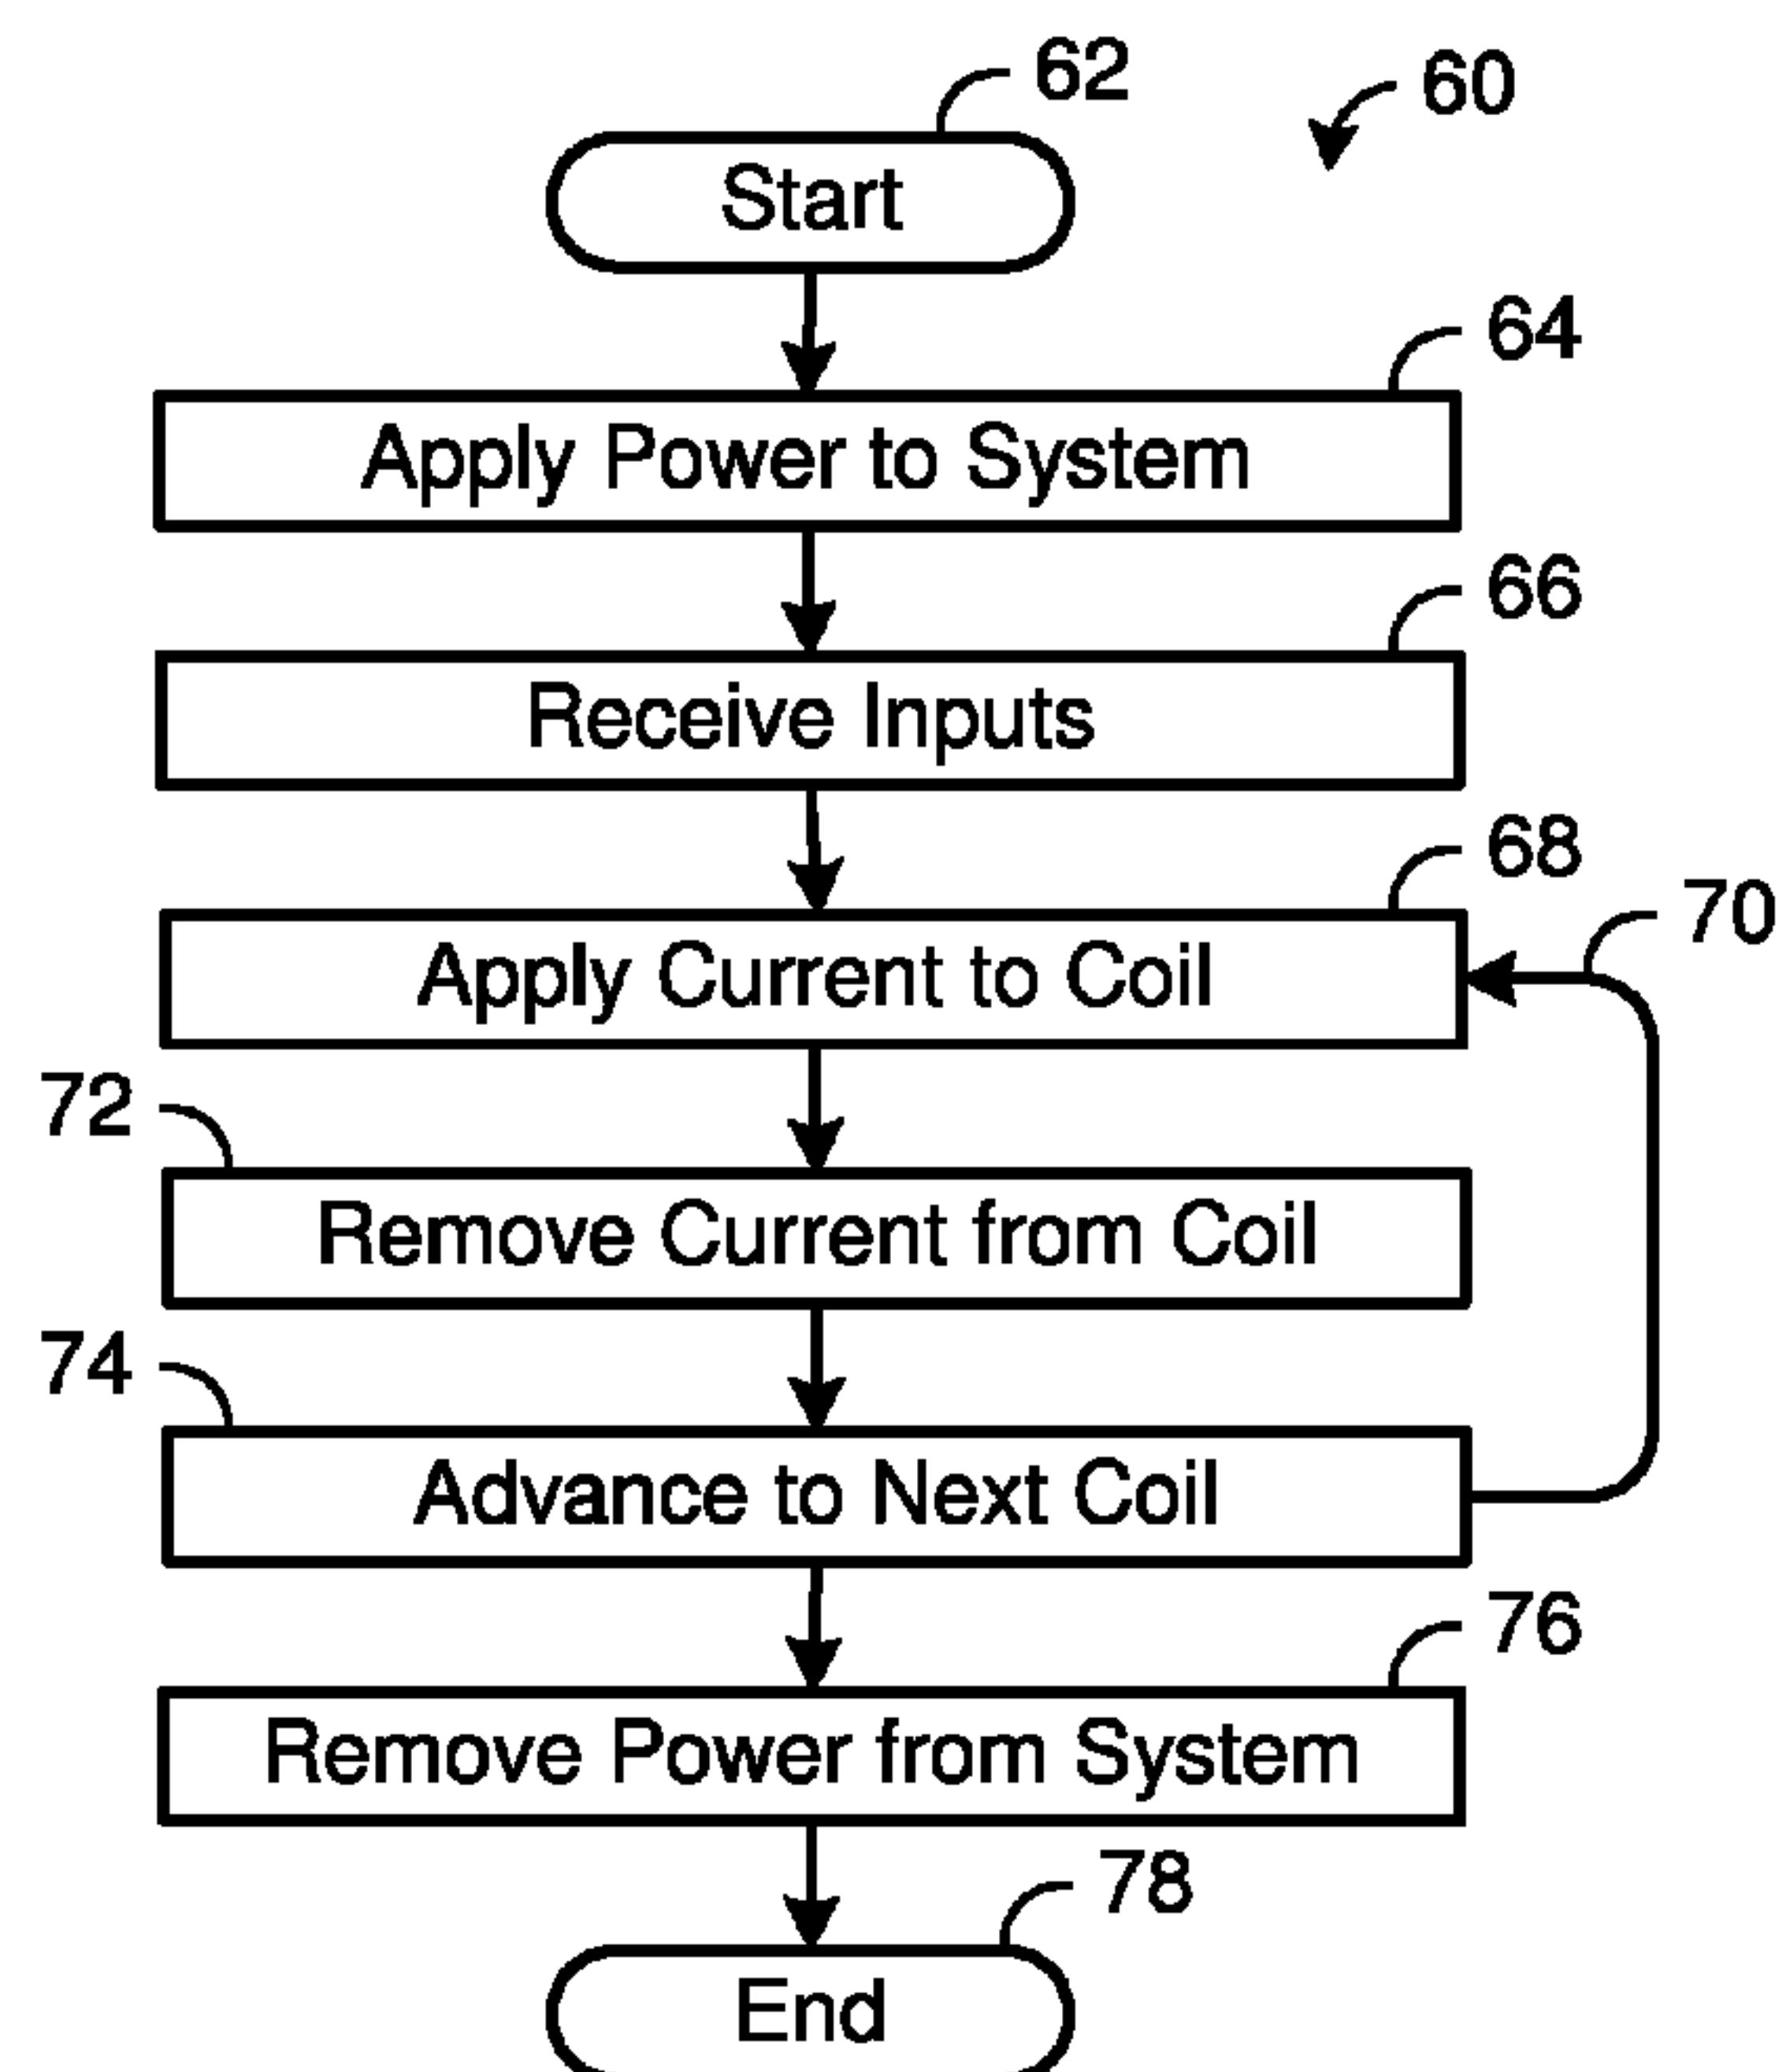 62
60
Start
64
Apply Power to System
66
Receive Inputs
68
70
Apply Current to Coil
72
Remove Current from Coil
74
Advance to Next Coil
76
Remove Power from System
78
End